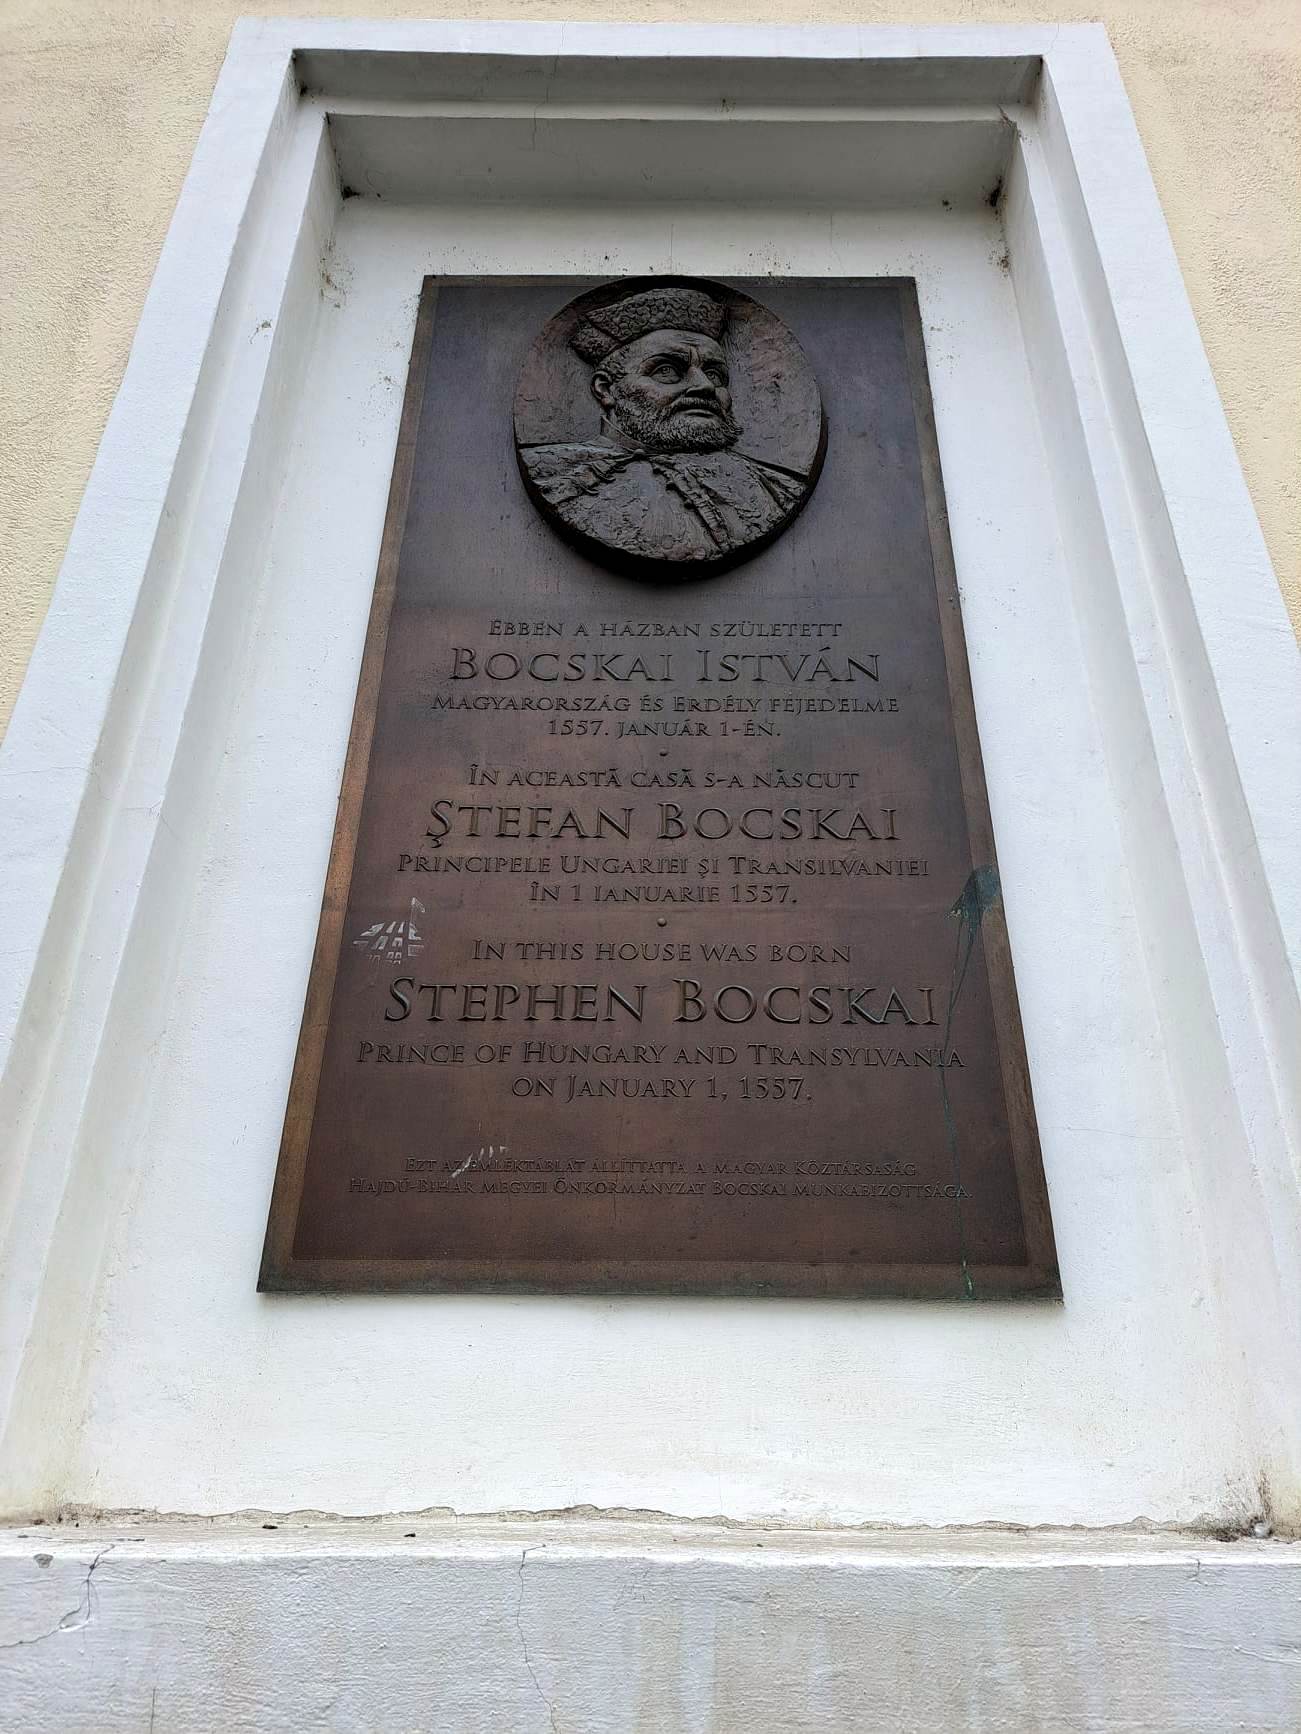 Ebben a házban született
Bocskai István
Magyarország és Erdély fejedelme
1557. január 1-én.
În această casă s-a născut
Ştefan Bocskai
Principele Ungariei şi Transilvaniei
în 1 ianuarie 1557.
In this house was born
Stephen Bocskai
Prince of Hungary and Transylvania
on January 1, 1557.
Ezt az emléktáblát állíttatta a Magyar Köztársaság
Hajdú-Bihar Megyei Önkormányzat Bocskai Munkabizottsága.